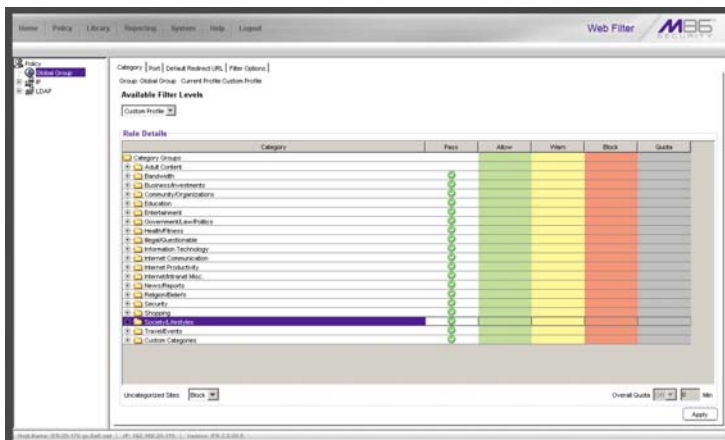 Home Policy Library Reporting System Help Logout
Web Filter
M86
SECURITY
Policy
Global Group
IP
LDAP
Category Port Default Redirect URL Filter Options
Group: Global Group Current Profile:Custom Profile
Available Filter Levels
Custom Profile
Rule Details
Category Pass Allow Warn Block Quota
Category Groups
Adult Content
Bandwidth
Business/Investments
Community/Organizations
Education
Entertainment
Government/Law/Politics
Health/Fitness
Illegal/Questionable
Information Technology
Internet Communication
Internet Productivity
Internet/Intranet Misc.
News/Reports
Religion/Beliefs
Security
Shopping
Society/Lifestyles
Travel/Events
Custom Categories
Uncategorized Sites Block Overall Quota Min
Apply